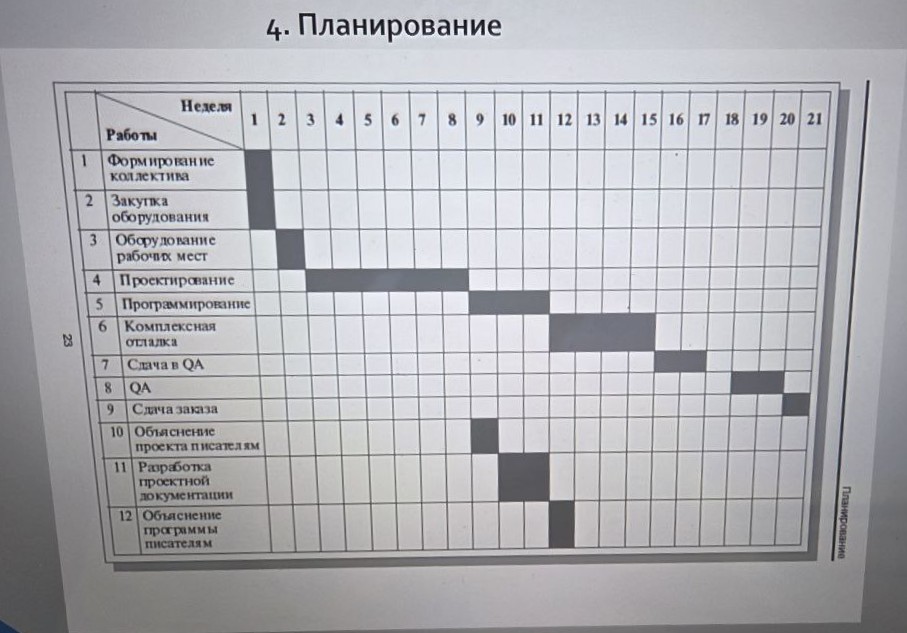 4. Планирование
Неделя
Работы
1 2 3 4 5 6 7 8 9 10 11 12 13 14 15 16 17 18 19 20 21
1 Формирование
коллектива
2 Закупка
оборудования
3 Оборудование
рабочих мест
4 Проектирование
5 Программирование
6 Комплексная
отладка
7 Сдача в QA
8 QA
9 Сдача заказа
10 Объяснение
проекта писателям
11 Разработка
проектной
документации
12 Объяснение
программы
писателям
23
Планирование